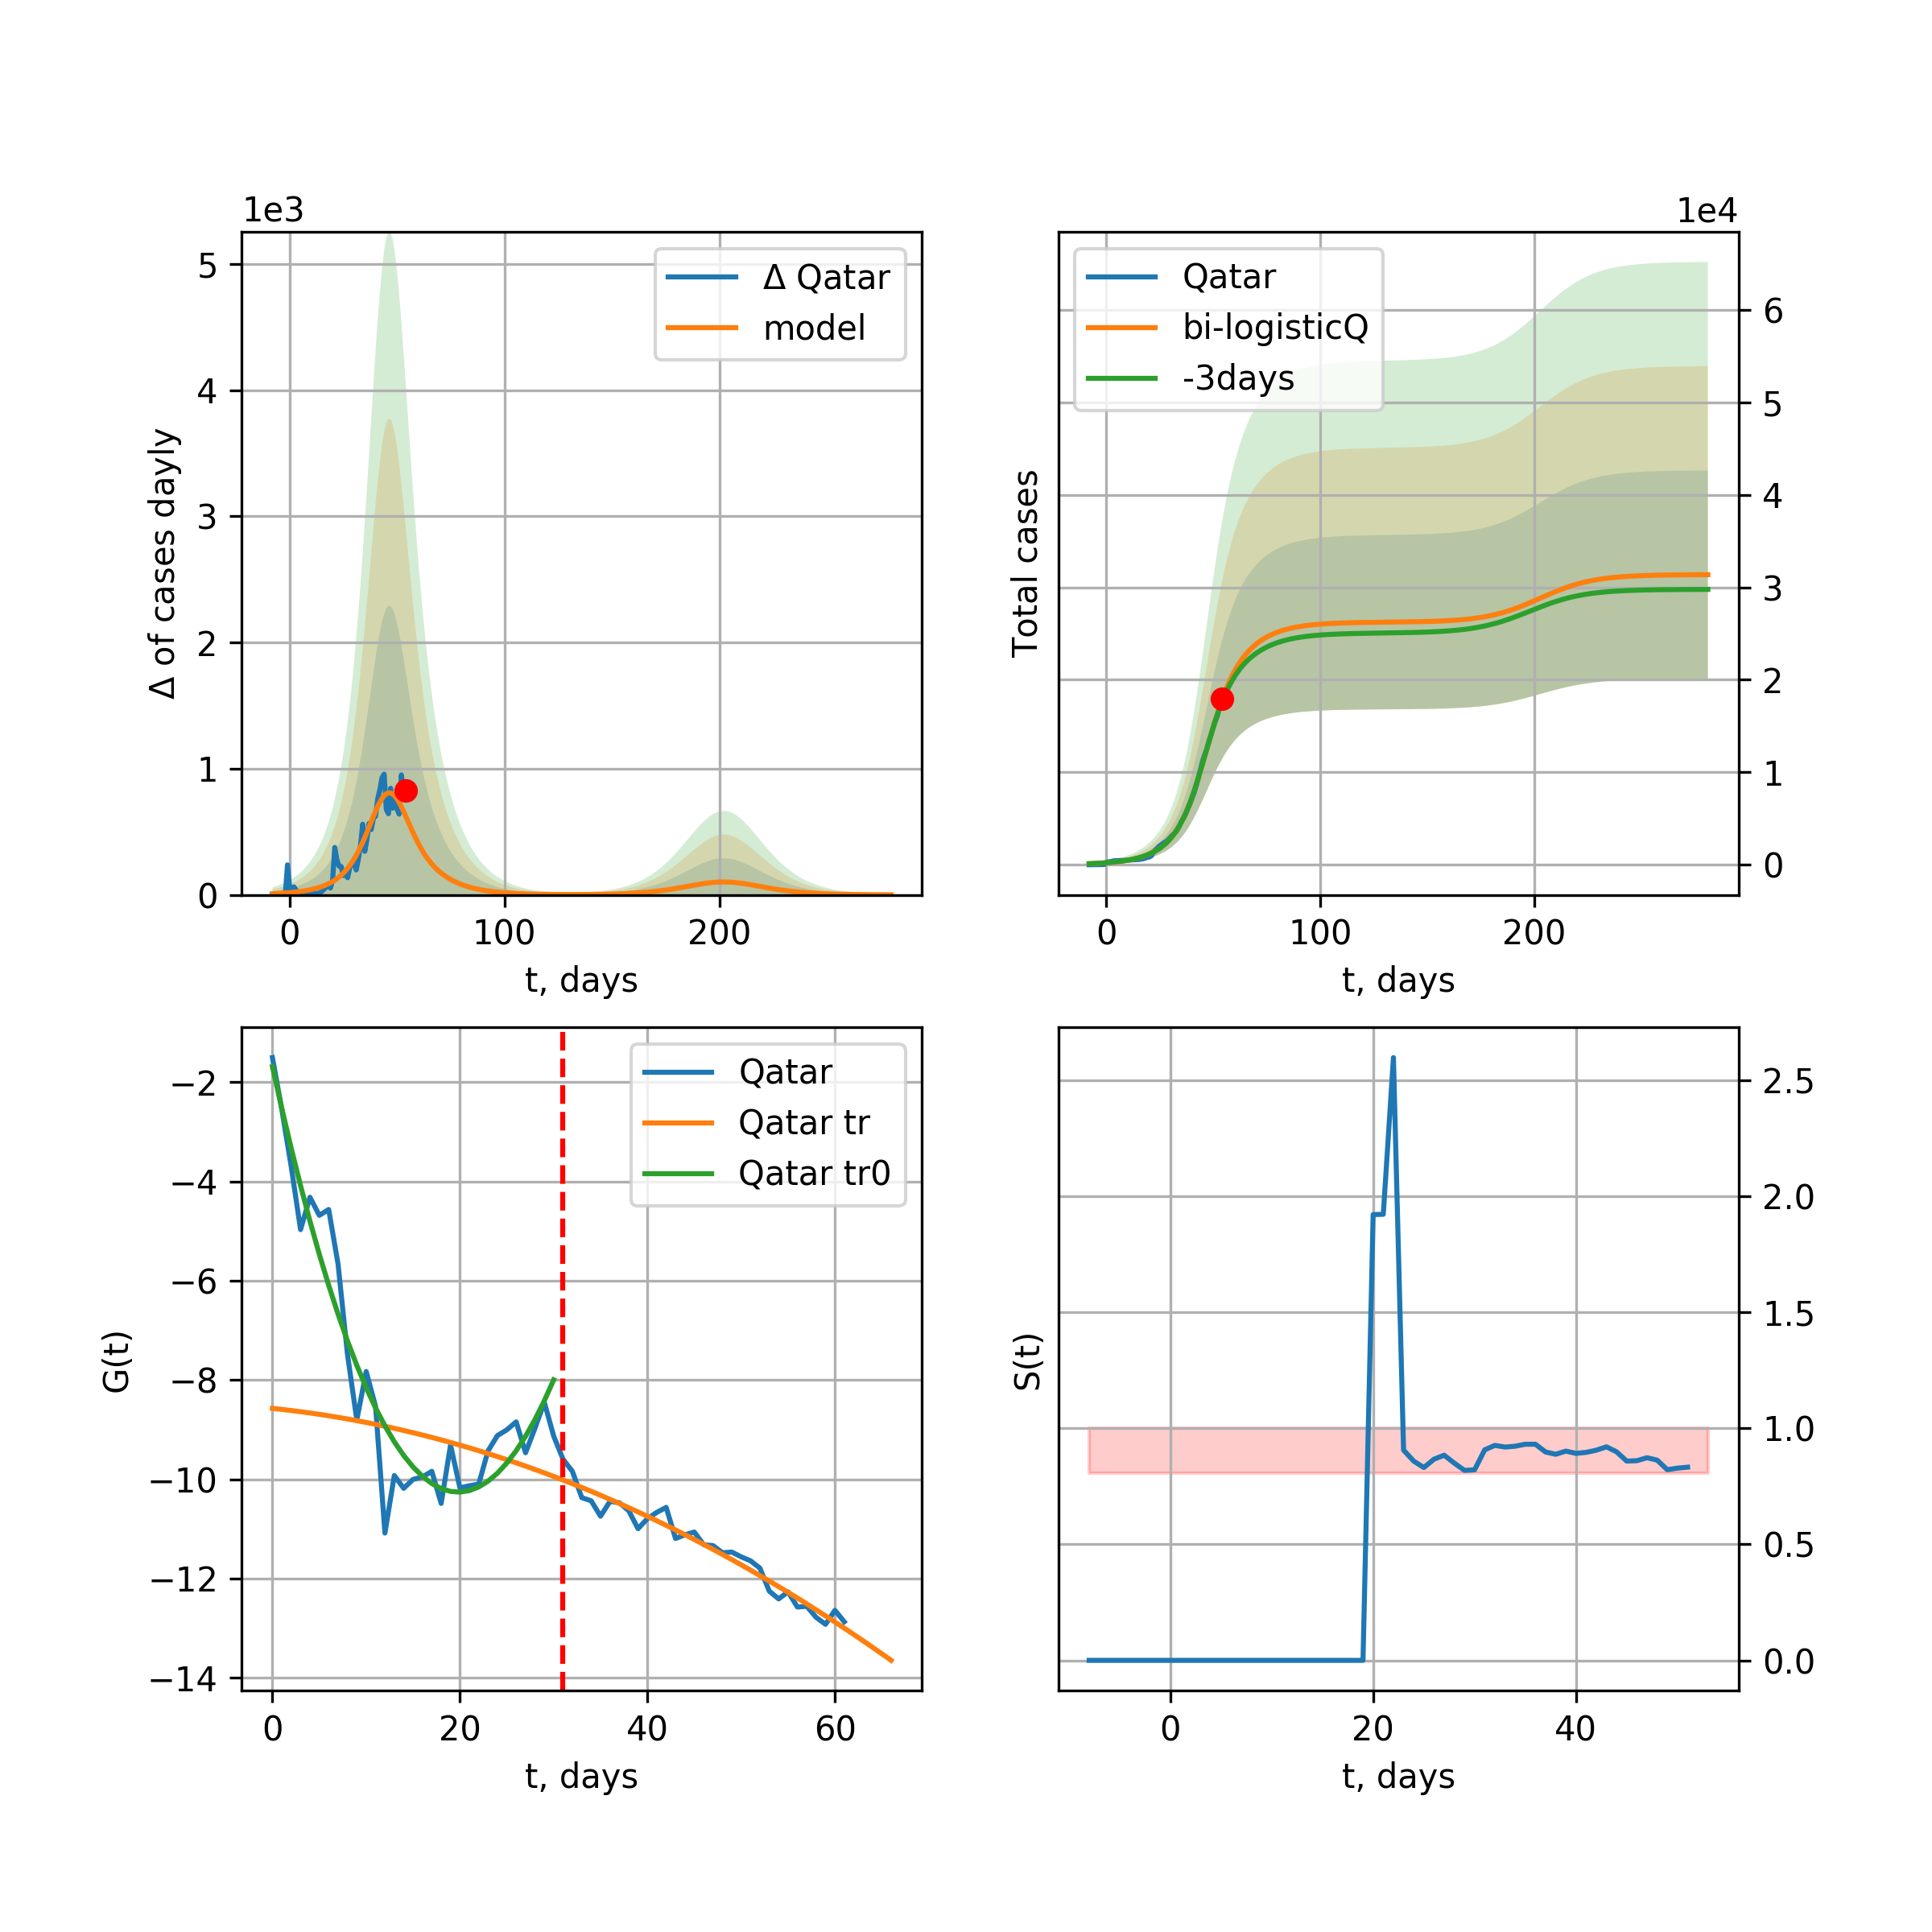 1e3
Δ of cases dayly
5
4
3
2
1
0
0
100
200
t, days
Δ Qatar
model
1e4
Total cases
6
5
4
3
2
1
0
0
100
200
t, days
Qatar
bi-logisticQ
-3days
G(t)
−2
−4
−6
−8
−10
−12
−14
0
20
40
60
t, days
Qatar
Qatar tr
Qatar tr0
S(t)
2.5
2.0
1.5
1.0
0.5
0.0
0
20
40
t, days